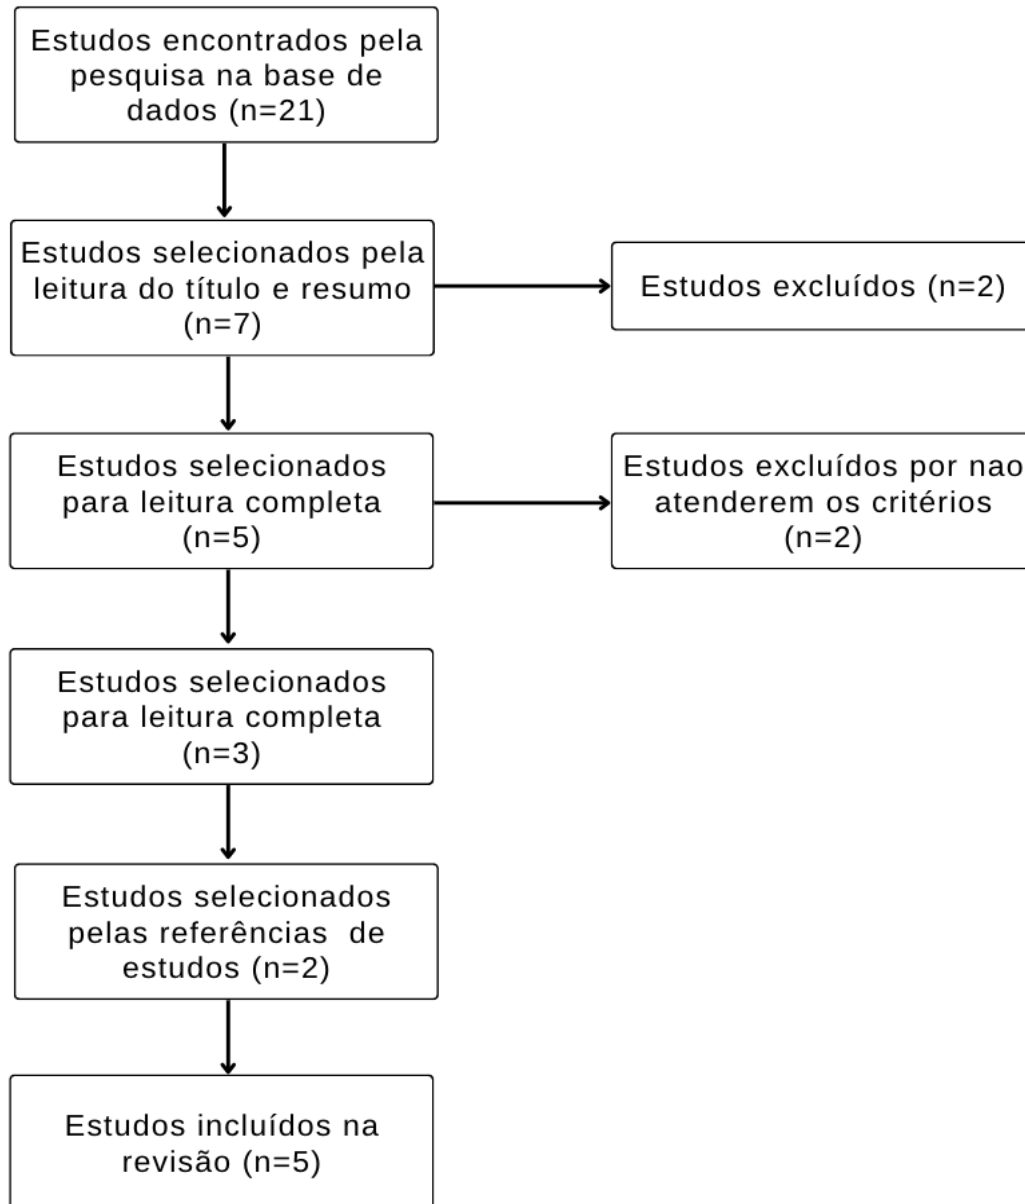 Estudos encontrados pela
pesquisa na base de
dados (n=21)
Estudos selecionados pela
leitura do título e resumo
(n=7)
Estudos excluídos (n=2)
Estudos selecionados
para leitura completa
(n=5)
Estudos excluídos por nao
atenderem os critérios
(n=2)
Estudos selecionados
para leitura completa
(n=3)
Estudos selecionados
pelas referências de
estudos (n=2)
Estudos incluídos na
revisão (n=5)